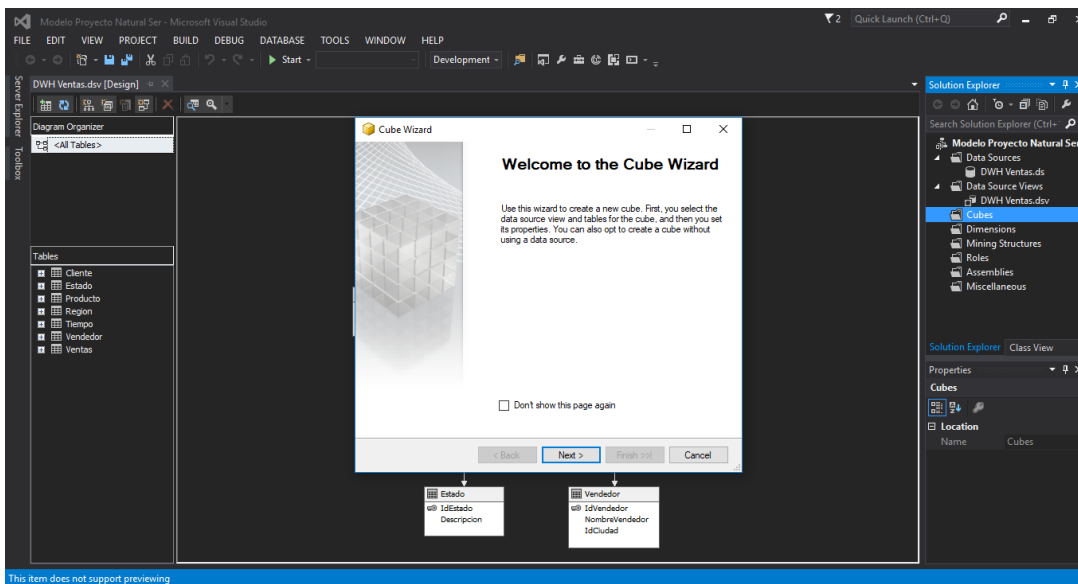 Modelo Proyecto Natural Ser - Microsoft Visual Studio
2 Quick Launch (Ctrl+Q)
FILE EDIT VIEW PROJECT BUILD DEBUG DATABASE TOOLS WINDOW HELP
Start
Development
Server Explorer
Toolbox
DWH Ventas.dsv [Design]
Diagram Organizer
<All Tables>
Tables
Cliente
Estado
Producto
Region
Tiempo
Vendedor
Ventas
Cube Wizard
Welcome to the Cube Wizard
Use this wizard to create a new cube. First, you select the
data source view and tables for the cube, and then you set
its properties. You can also opt to create a cube without
using a data source.
Don't show this page again
< Back Next > Finish >>| Cancel
Estado
IdEstado
Descripcion
Vendedor
IdVendedor
NombreVendedor
IdCiudad
Solution Explorer
Search Solution Explorer (Ctrl+
Modelo Proyecto Natural Ser
Data Sources
DWH Ventas.ds
Data Source Views
DWH Ventas.dsv
Cubes
Dimensions
Mining Structures
Roles
Assemblies
Miscellaneous
Solution Explorer Class View
Properties
Cubes
Location
Name Cubes
This item does not support previewing